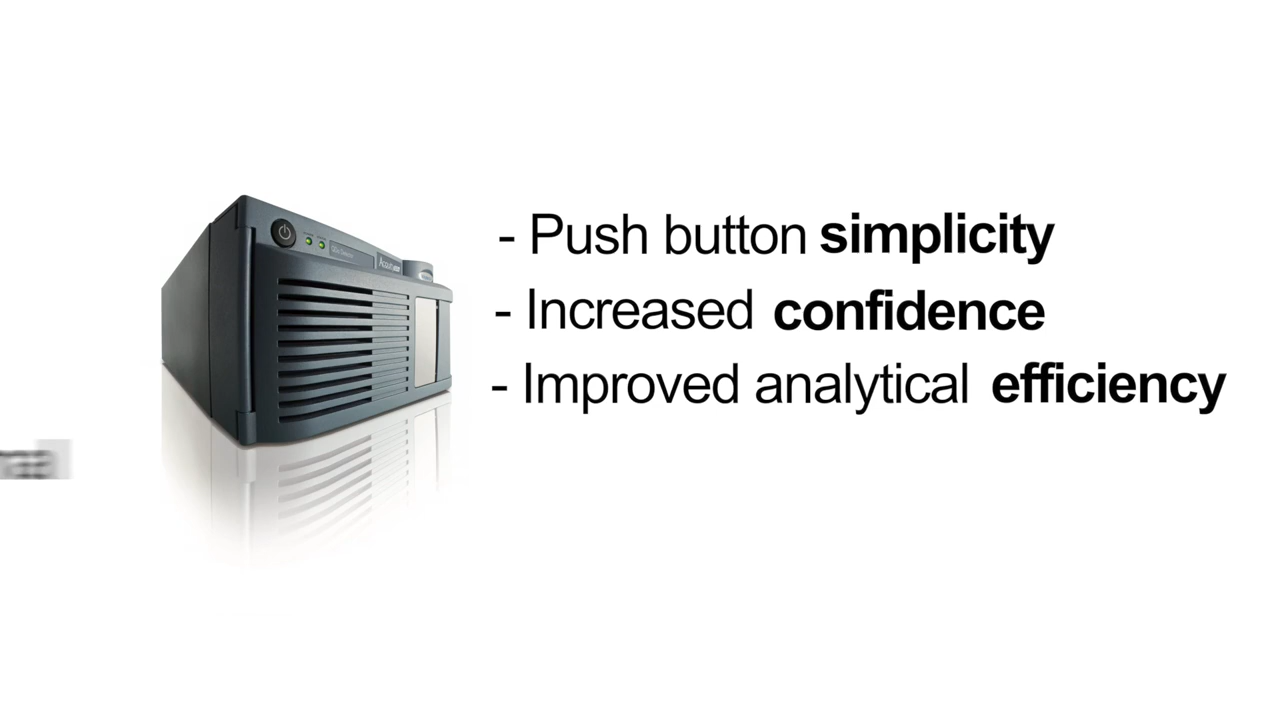 - Push button simplicity
- Increased confidence
- Improved analytical efficiency